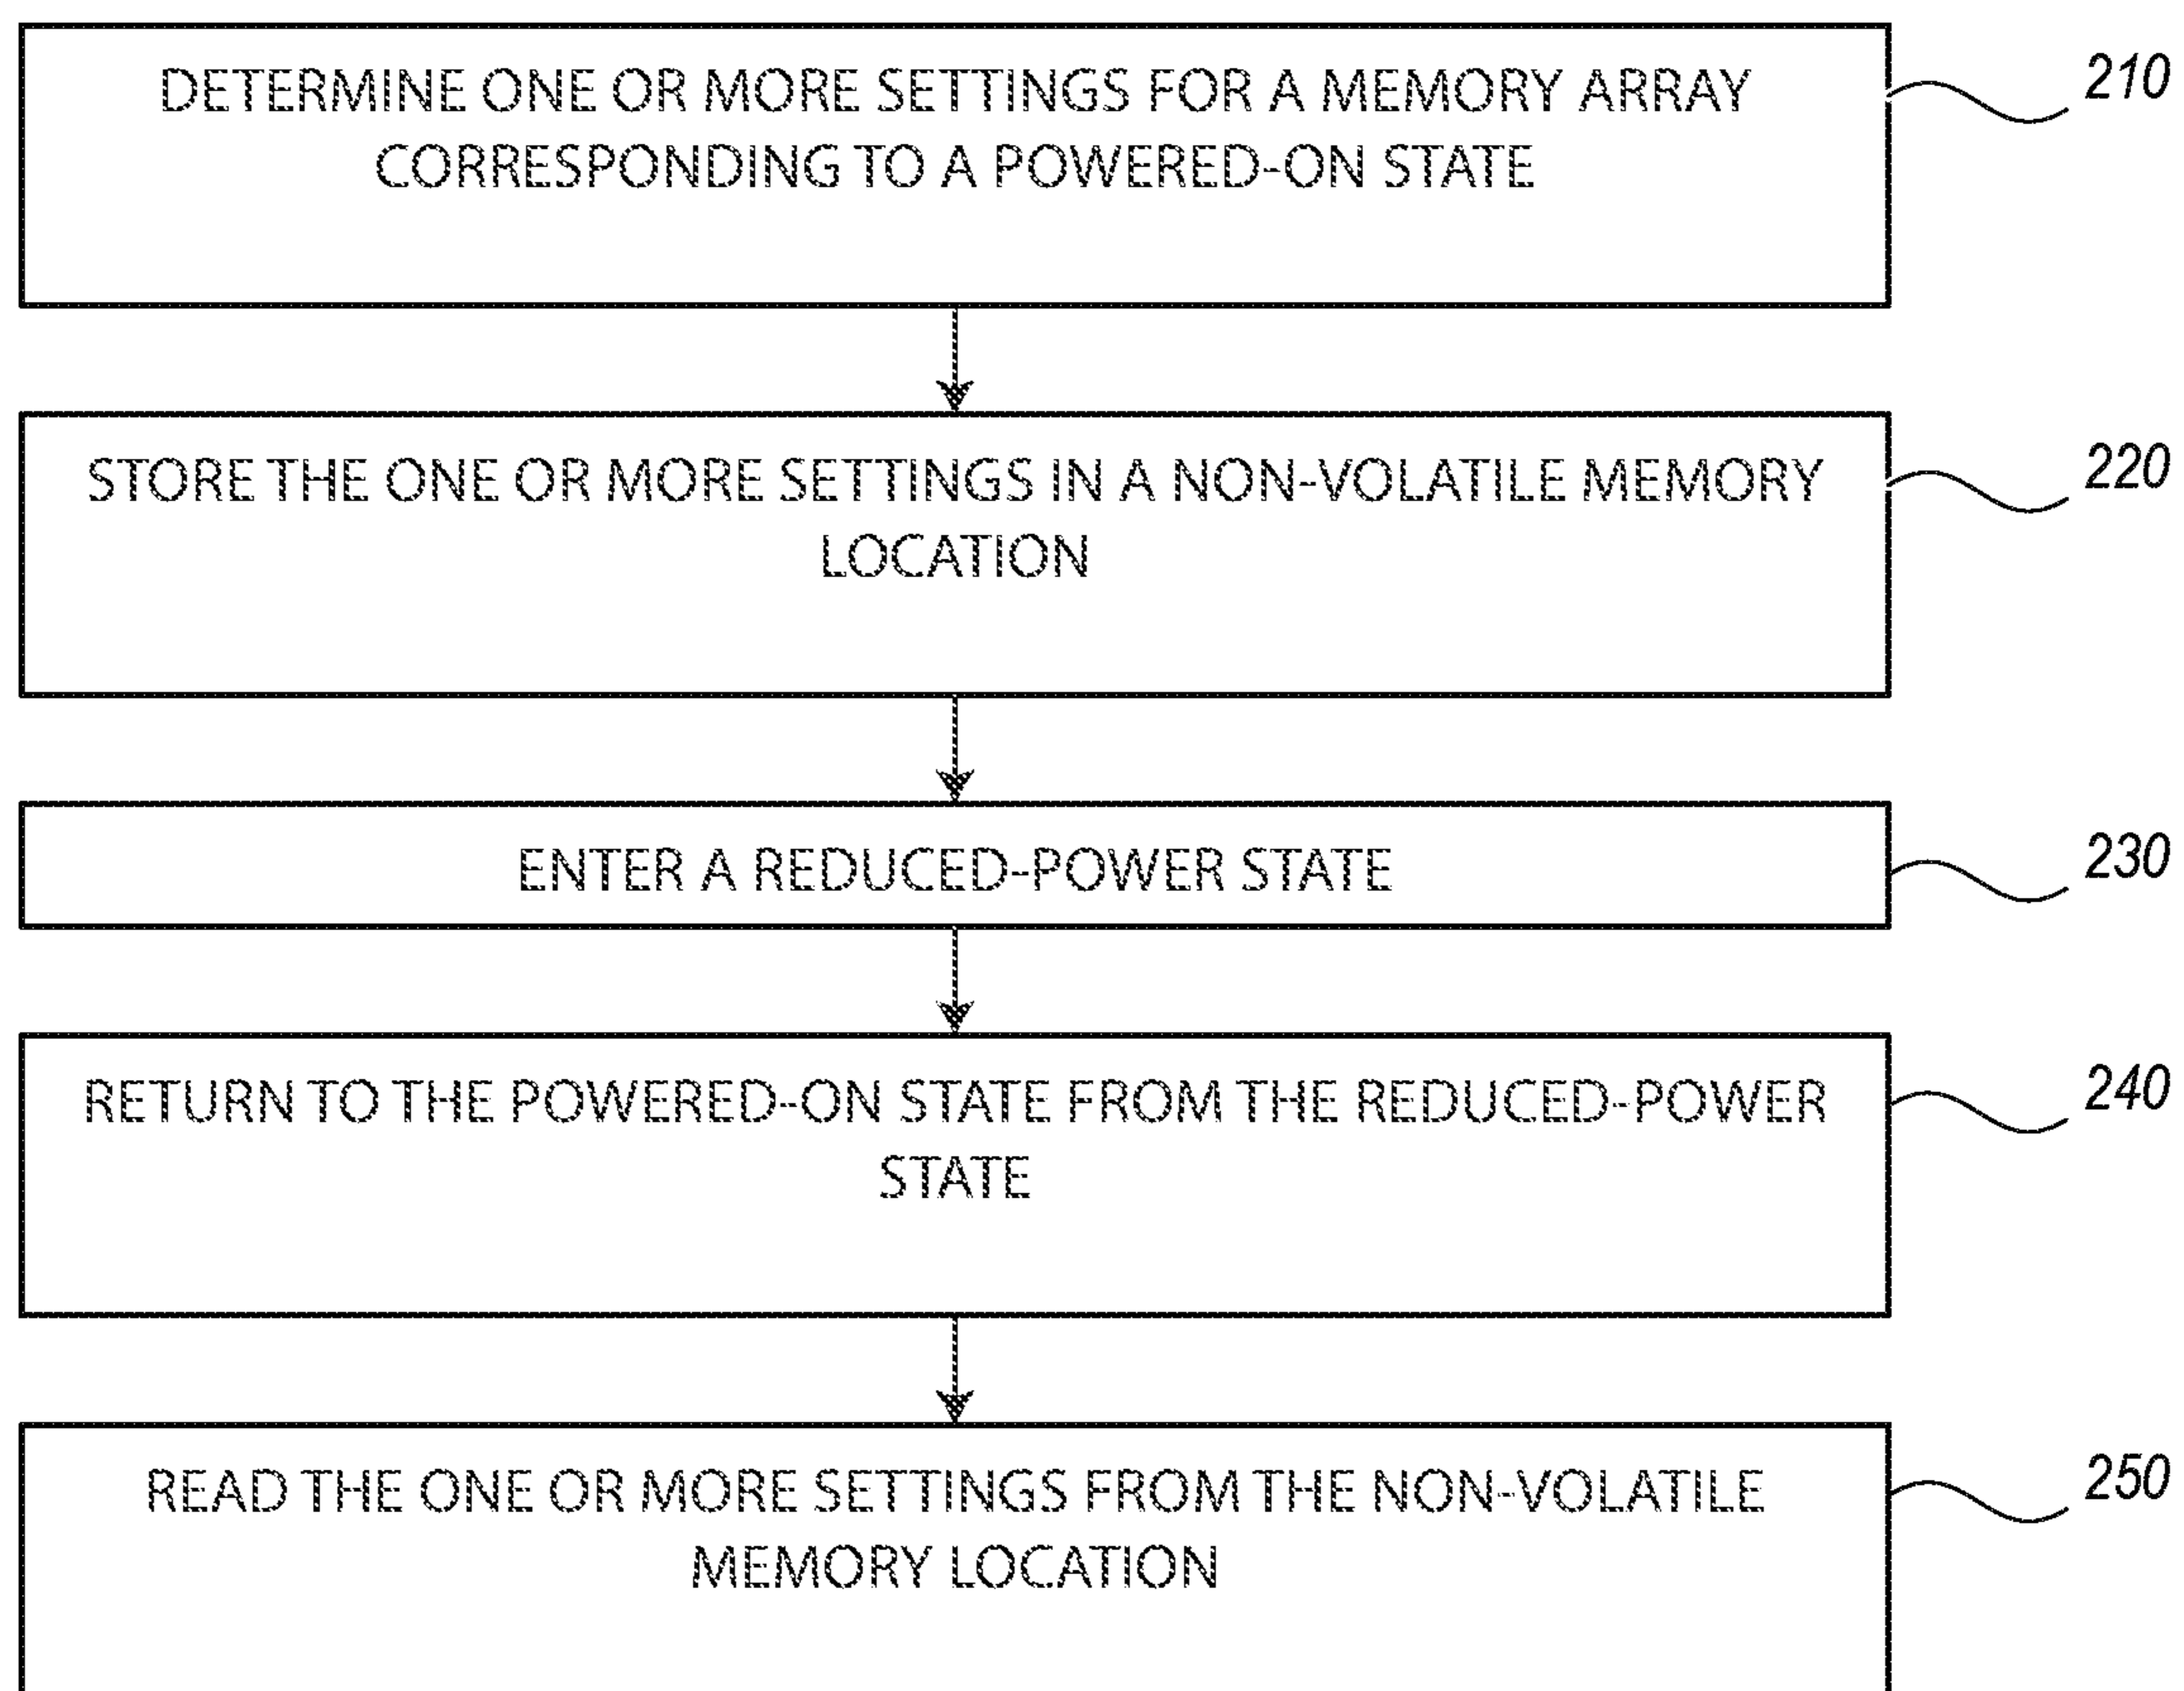 DETERMINE ONE OR MORE SETTINGS FOR A MEMORY ARRAY
CORRESPONDING TO A POWERED-ON STATE
210
STORE THE ONE OR MORE SETTINGS IN A NON-VOLATILE MEMORY
LOCATION
220
ENTER A REDUCED-POWER STATE
230
RETURN TO THE POWERED-ON STATE FROM THE REDUCED-POWER
STATE
240
READ THE ONE OR MORE SETTINGS FROM THE NON-VOLATILE
MEMORY LOCATION
250